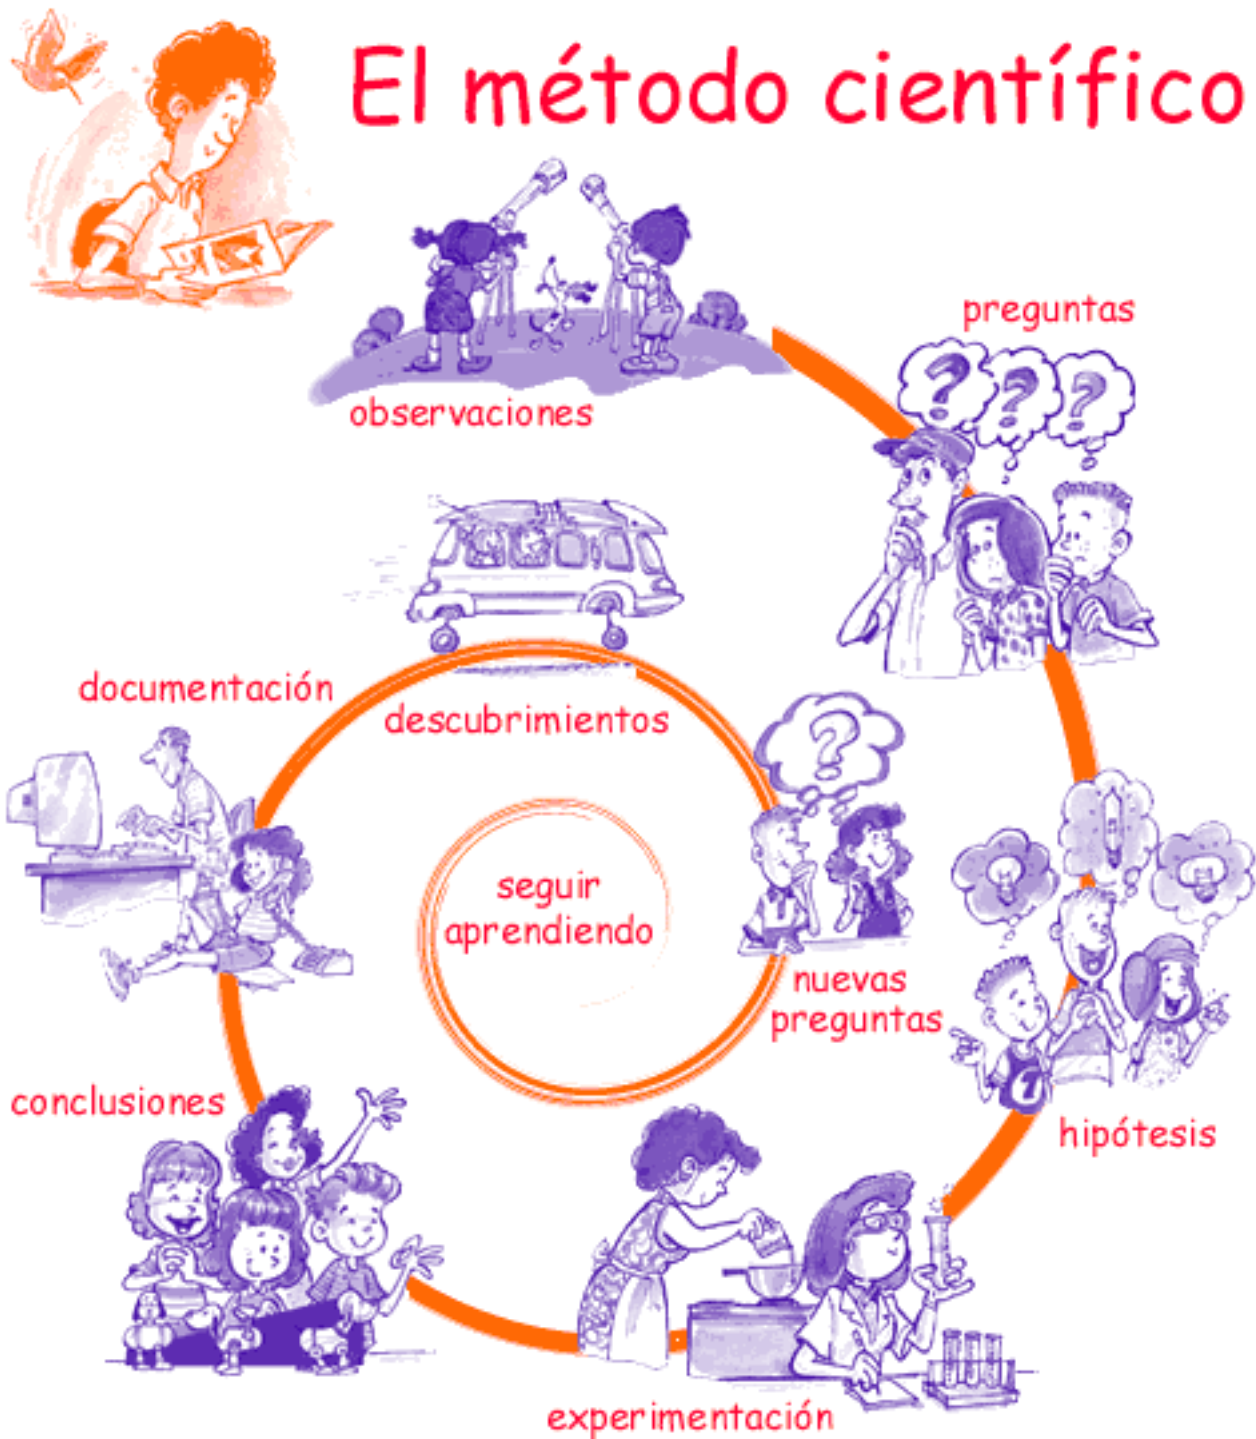 El método científico
observaciones
preguntas
hipótesis
experimentación
conclusiones
documentación
descubrimientos
nuevas
preguntas
seguir
aprendiendo